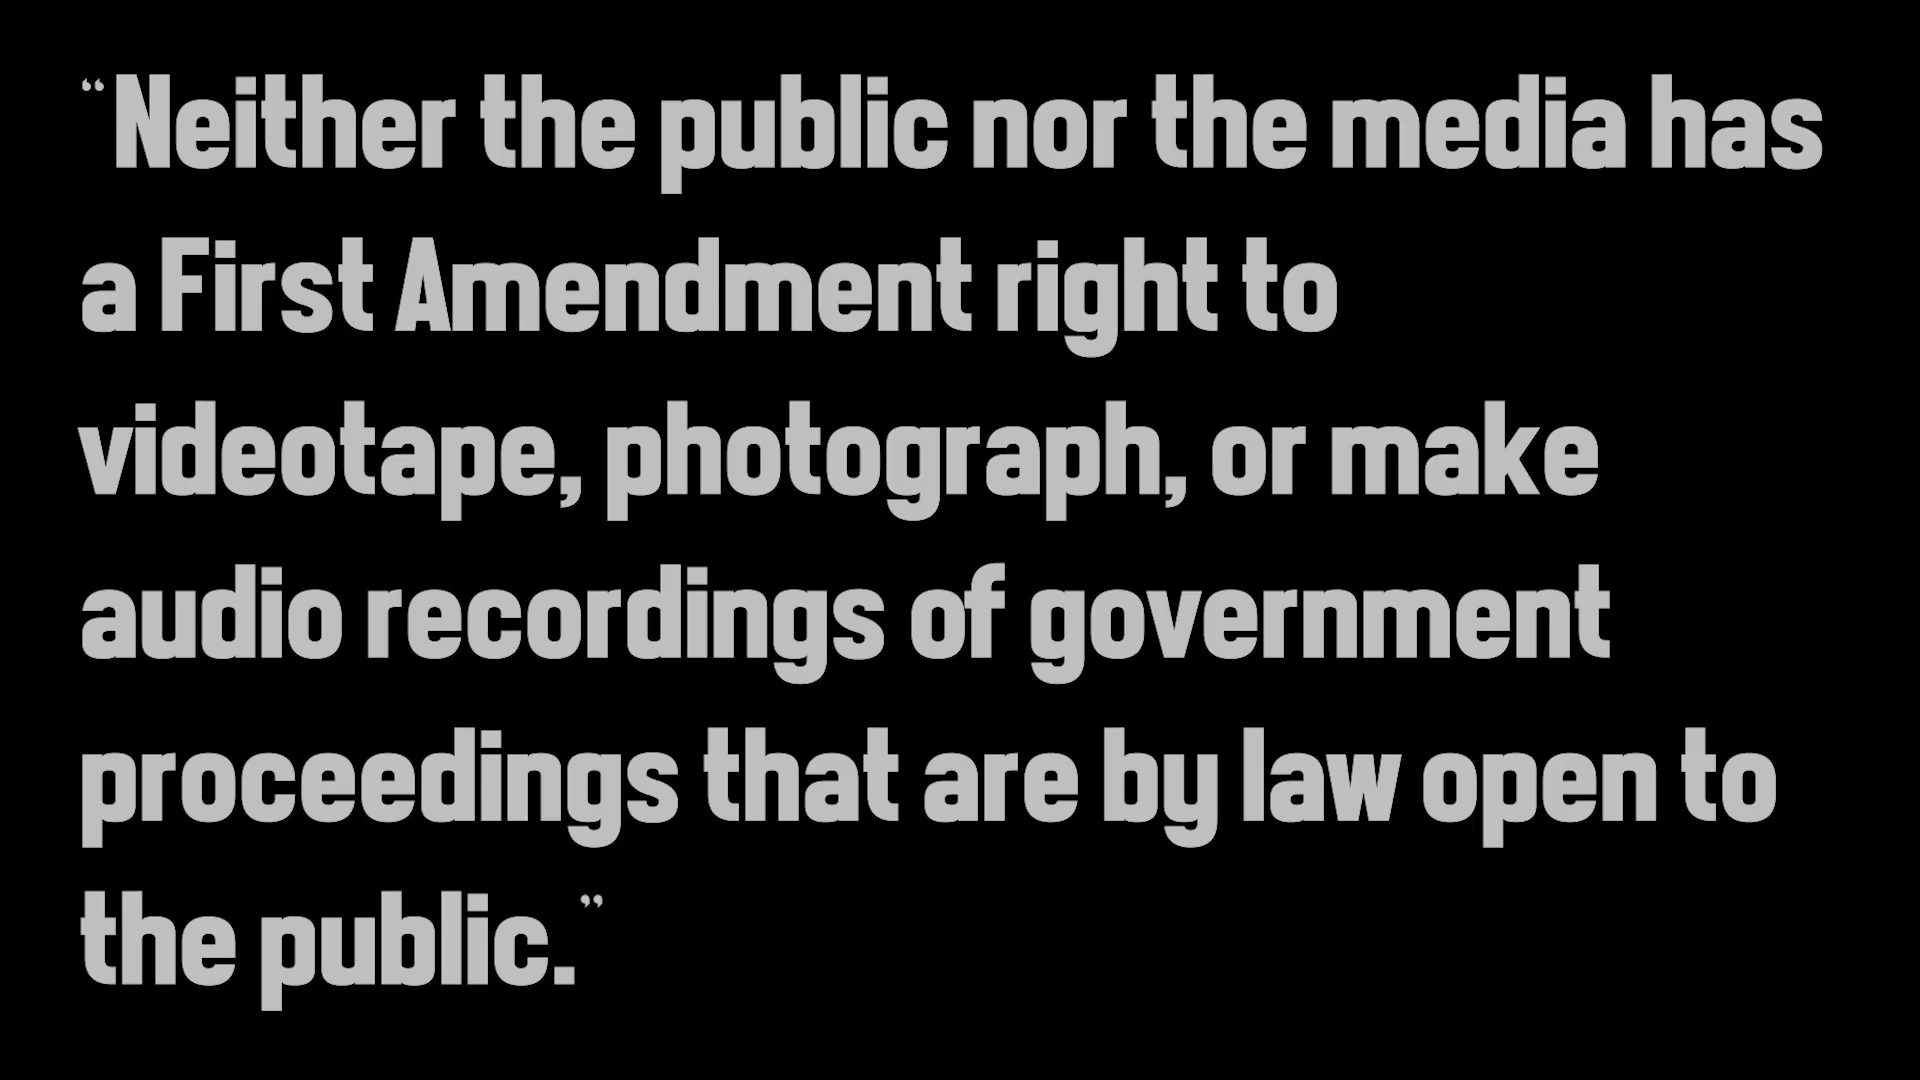 “Neither the public nor the media has
a First Amendment right to
videotape, photograph, or make
audio recordings of government
proceedings that are by law open to
the public.”